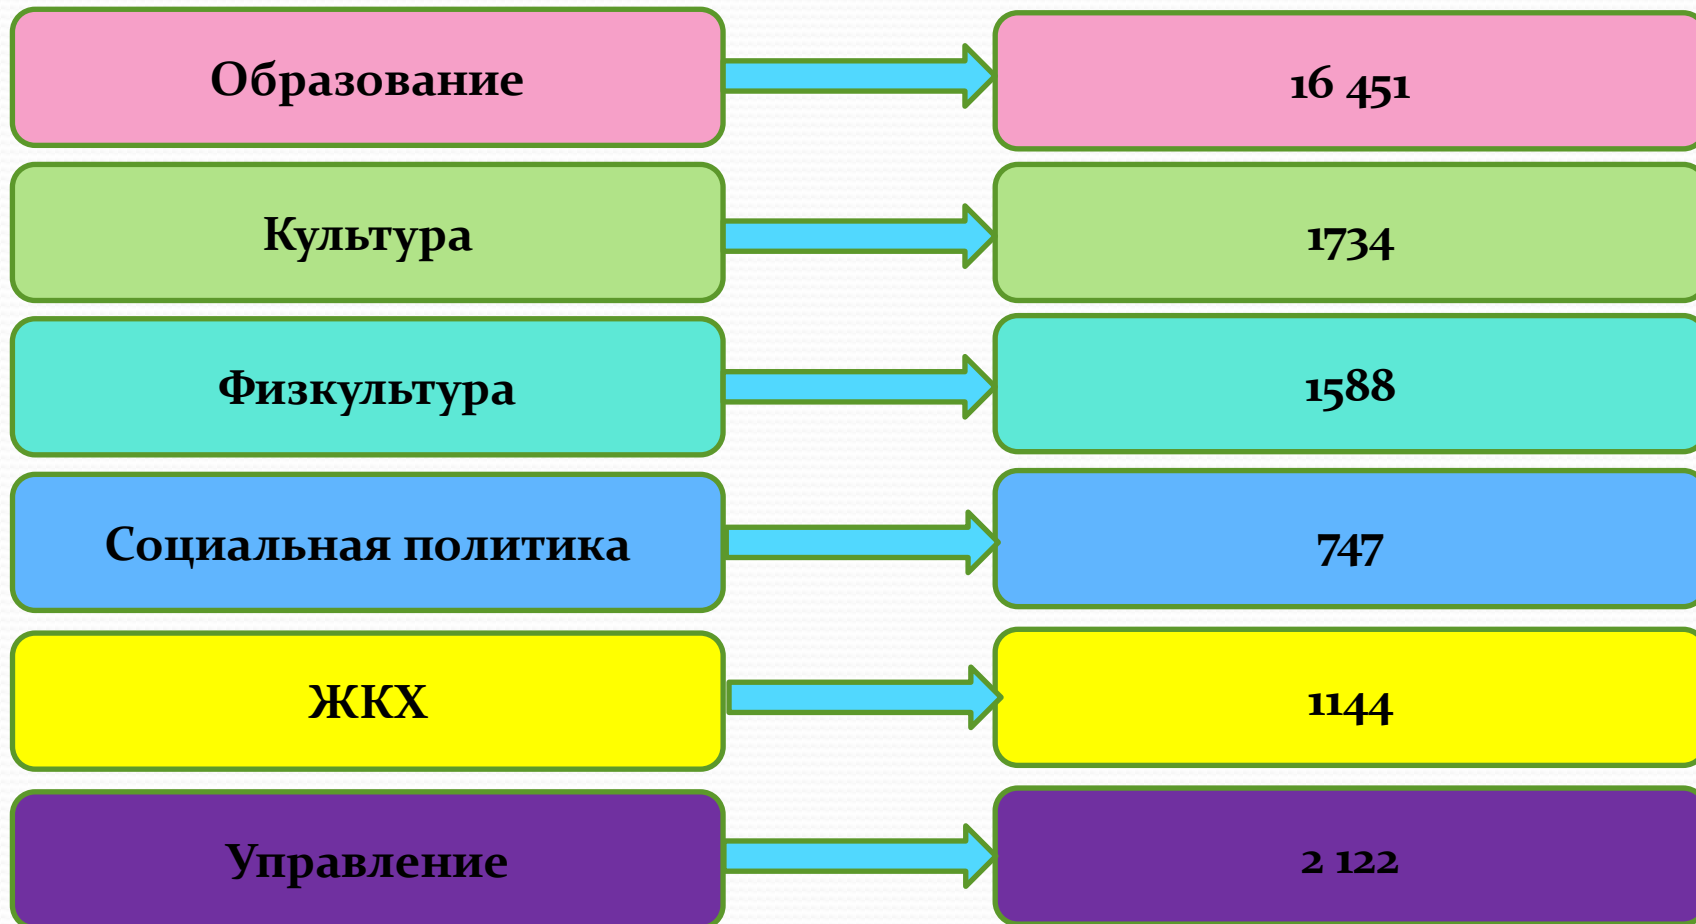 Образование
16 451
Культура
1734
Физкультура
1588
Социальная политика
747
ЖКХ
1144
Управление
2 122